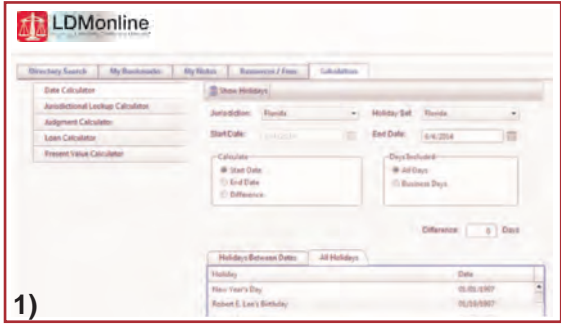 LDMonline
Directory Search My Bookmarks My Notes Resources / Fees Calculators
Date Calculator
Jurisdictional Lookup Calculator
Judgment Calculator
Loan Calculator
Present Value Calculator
Show Holidays
Jurisdiction: Florida Holiday Set: Florida
Start Date: End Date: 6/6/2014
Calculate
Start Date
End Date
Difference
Days Included
All Days
Business Days
Difference: 0 Days
Holidays Between Dates All Holidays
Holiday Date
New Year's Day 01/01/1907
Robert E. Lee's Birthday 01/19/1907
1)